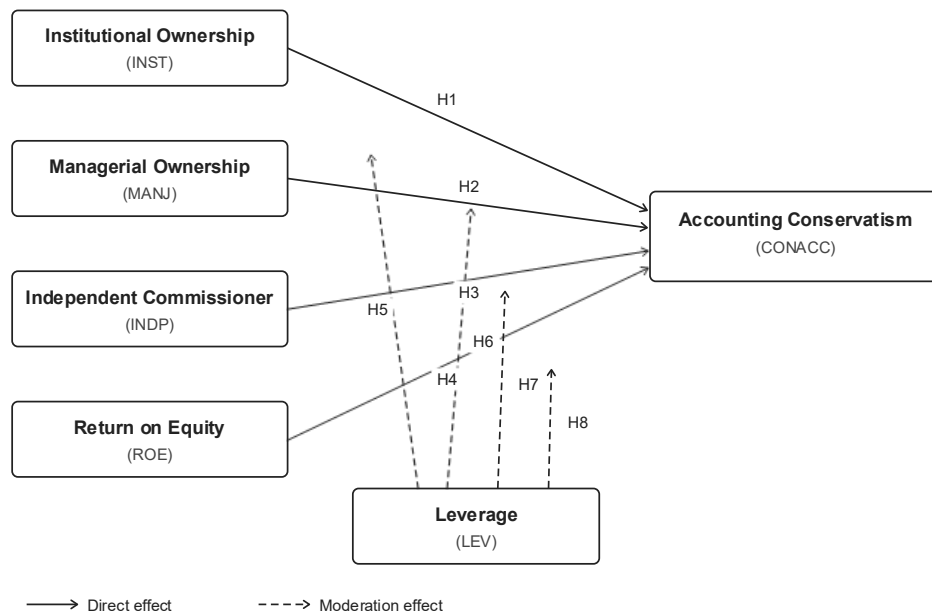 Institutional Ownership
(INST)
H1
Managerial Ownership
(MANJ)
H2
Accounting Conservatism
(CONACC)
Independent Commissioner
(INDP)
H3
H5
H6
H4
H7
H8
Return on Equity
(ROE)
Leverage
(LEV)
Direct effect
Moderation effect